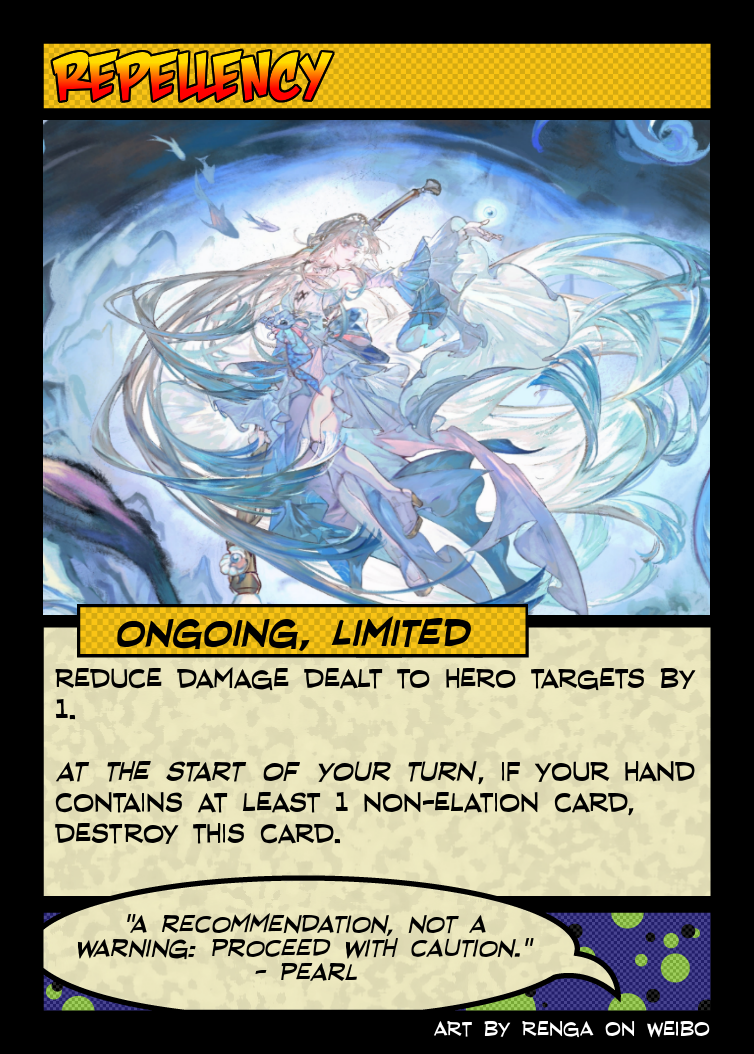 REPELLENCY
ONGOING, LIMITED
REDUCE DAMAGE DEALT TO HERO TARGETS BY
1.
AT THE START OF YOUR TURN, IF YOUR HAND
CONTAINS AT LEAST 1 NON-ELATION CARD,
DESTROY THIS CARD.
"A RECOMMENDATION, NOT A
WARNING: PROCEED WITH CAUTION."
- PEARL
ART BY RENGA ON WEIBO